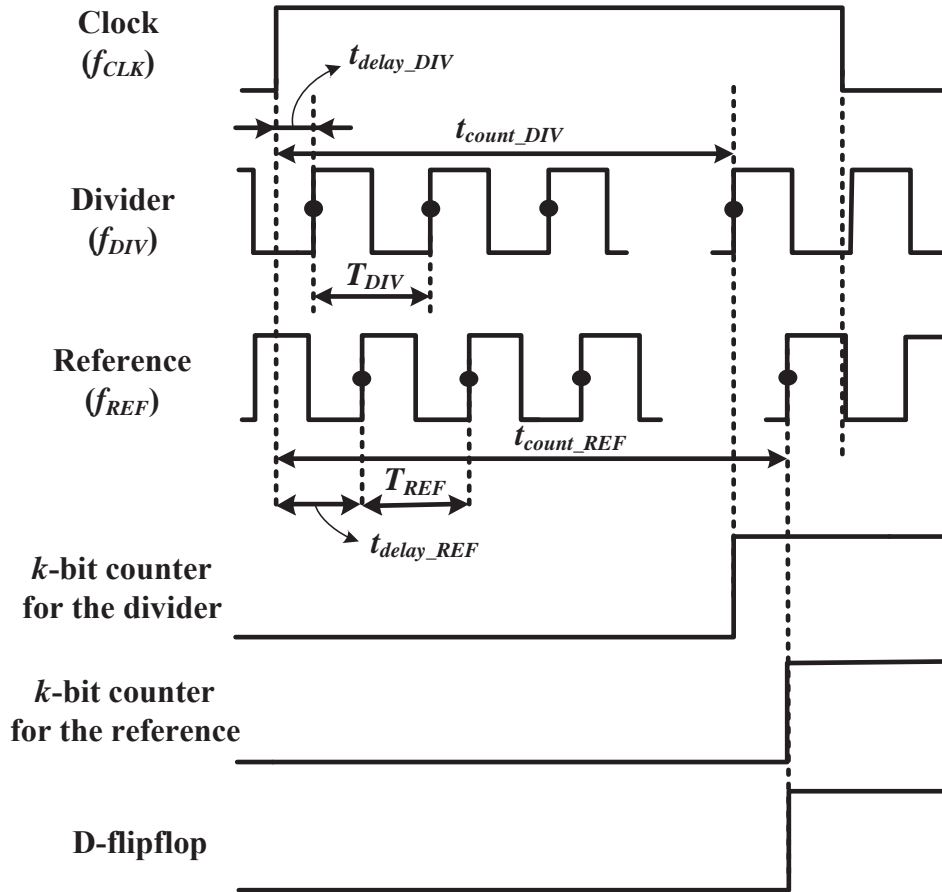 Clock
(fCLK)
tdelay_DIV
tcount_DIV
Divider
(fDIV)
TDIV
Reference
(fREF)
tcount_REF
TREF
tdelay_REF
k-bit counter
for the divider
k-bit counter
for the reference
D-flipflop